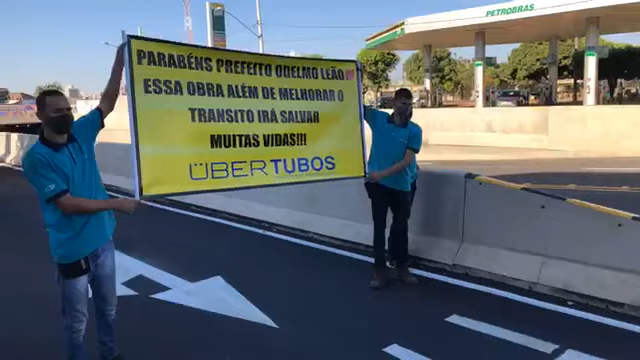 PETROBRAS
PARABÉNS PREFEITO ODELMO LEÃO!!!
ESSA OBRA ALÉM DE MELHORAR O
TRANSITO IRÁ SALVAR
MUITAS VIDAS!!!
ÜBERTUBOS